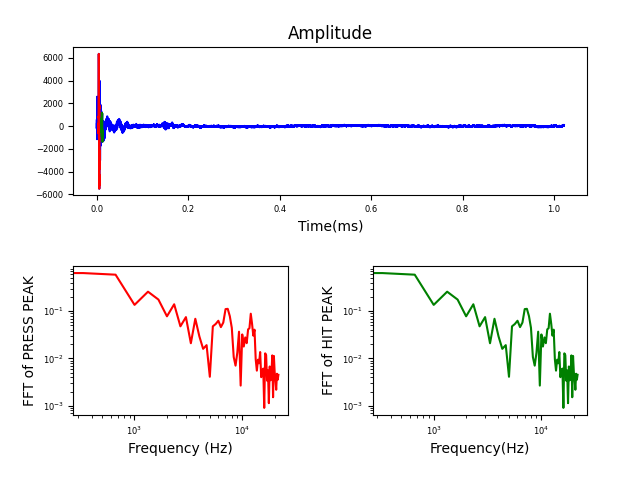 Amplitude
6000
4000
2000
0
−2000
−4000
−6000
0.0 0.2 0.4 0.6 0.8 1.0
Time(ms)
FFT of PRESS PEAK
10⁻¹
10⁻²
10⁻³
10³ 10⁴
Frequency (Hz)
FFT of HIT PEAK
10⁻¹
10⁻²
10⁻³
10³ 10⁴
Frequency(Hz)